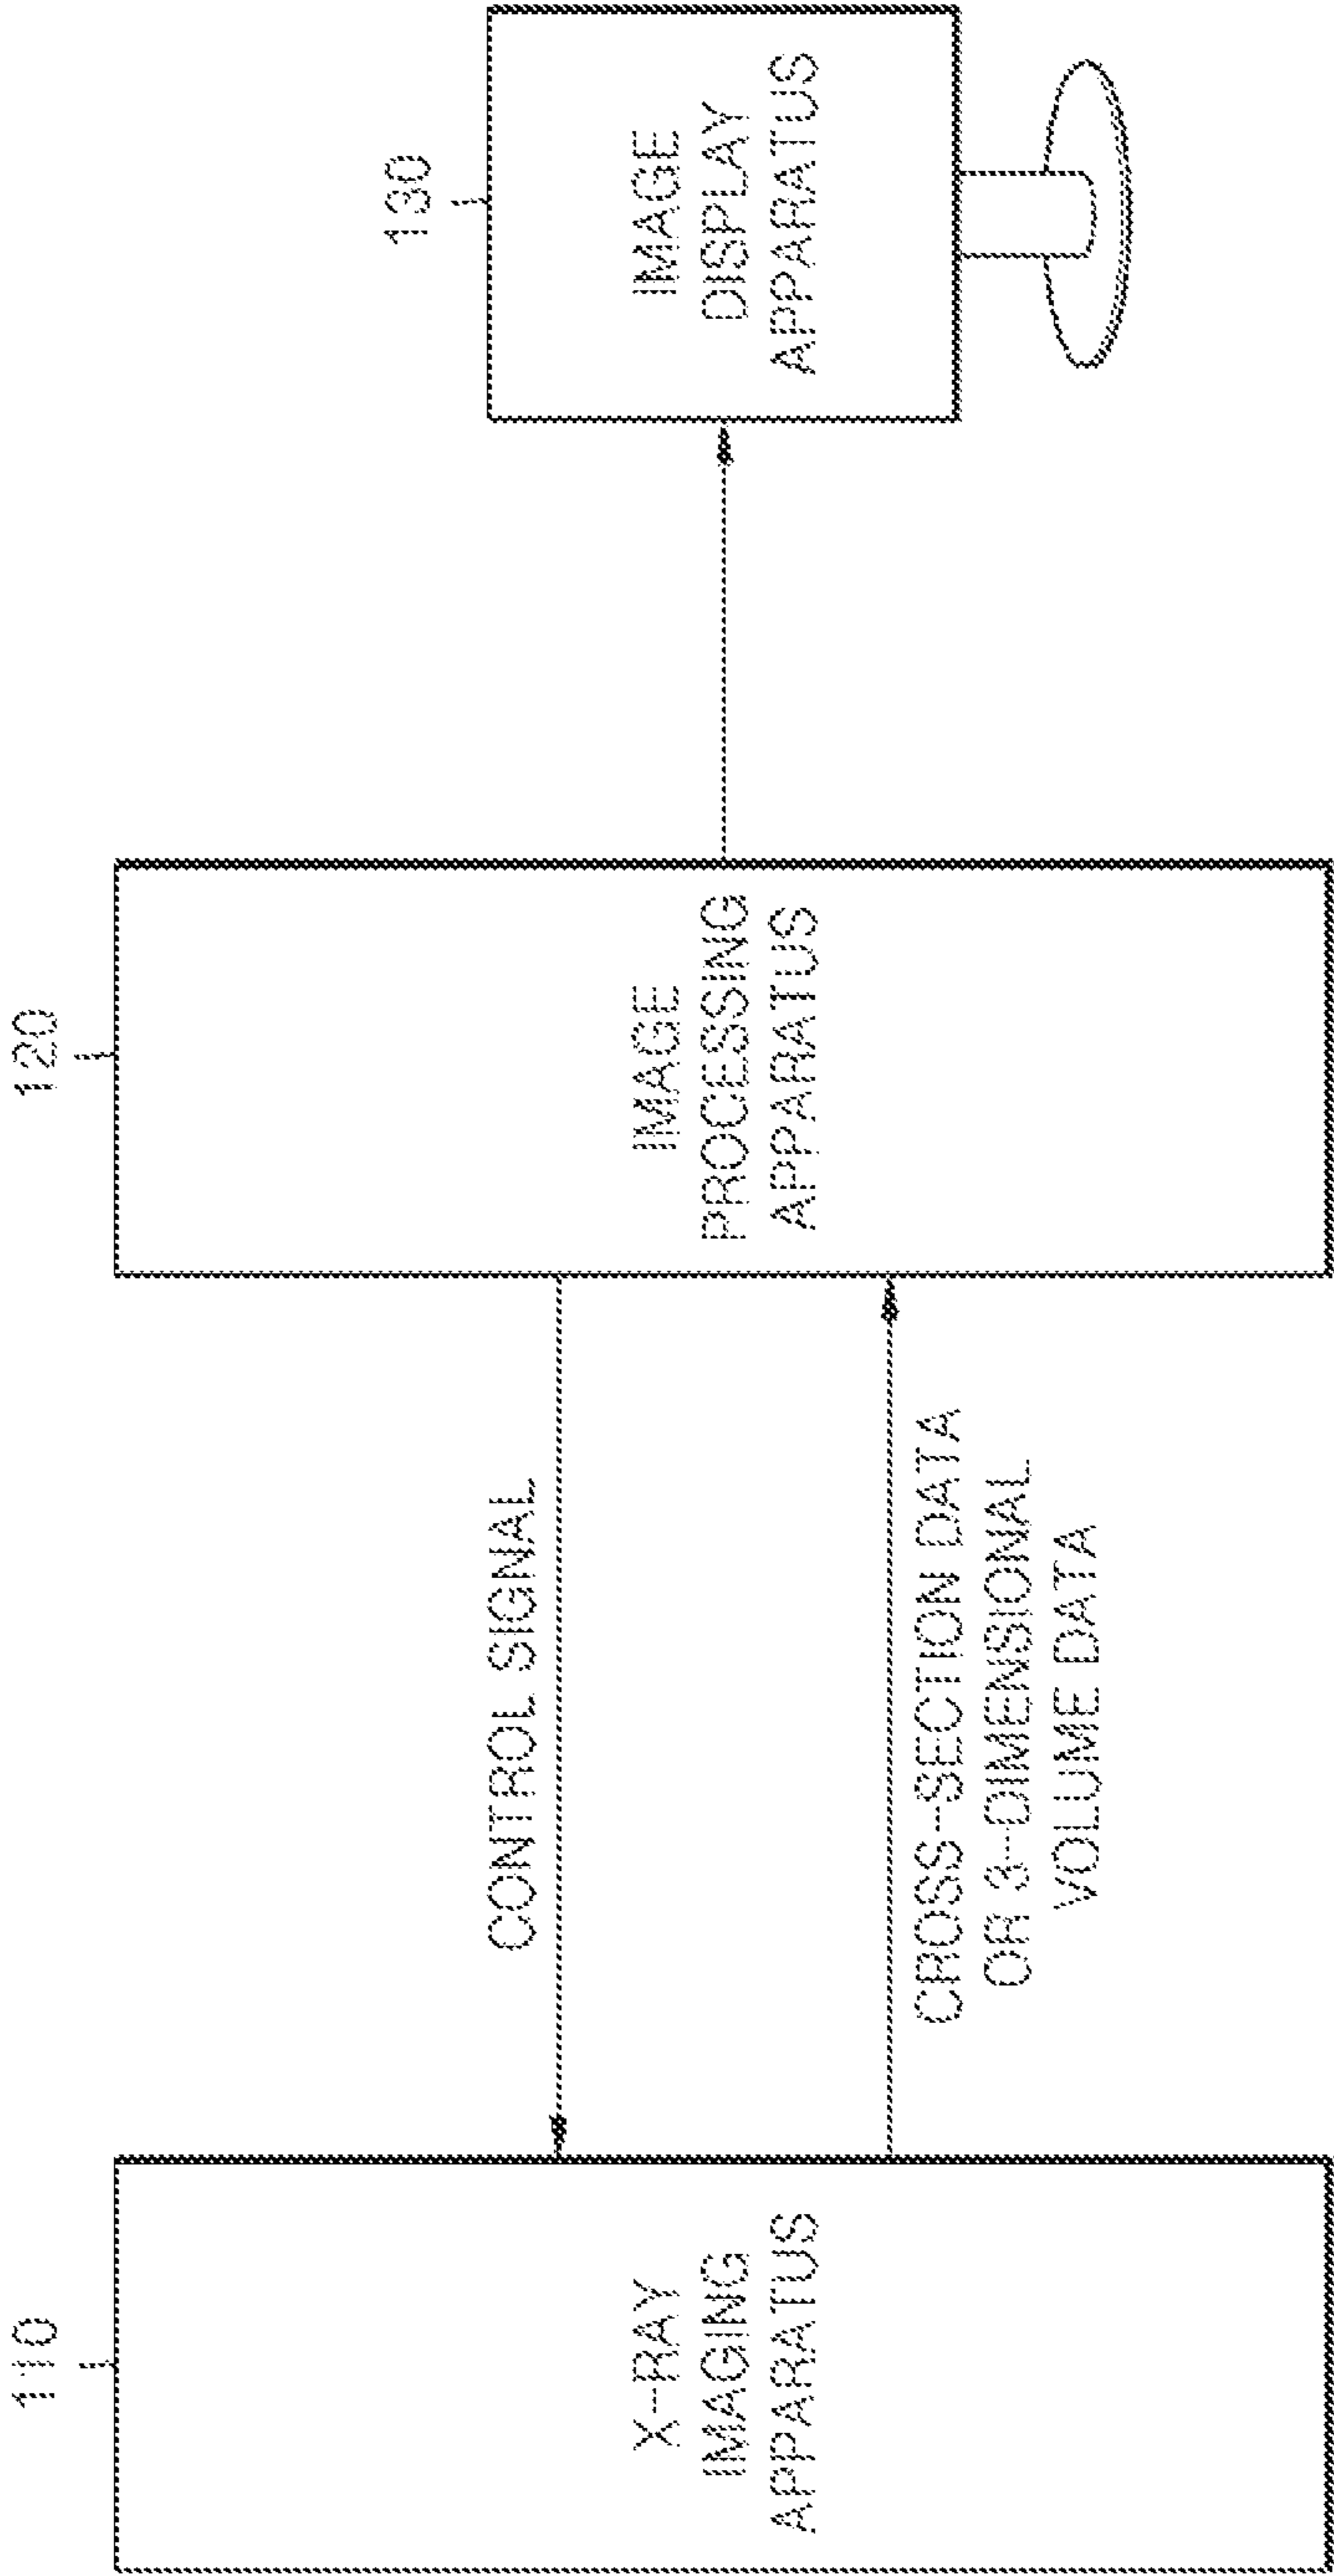 110
X-RAY
IMAGING
APPARATUS
CONTROL SIGNAL
CROSS-SECTION DATA
OR 3-DIMENSIONAL
VOLUME DATA
120
IMAGE
PROCESSING
APPARATUS
130
IMAGE
DISPLAY
APPARATUS